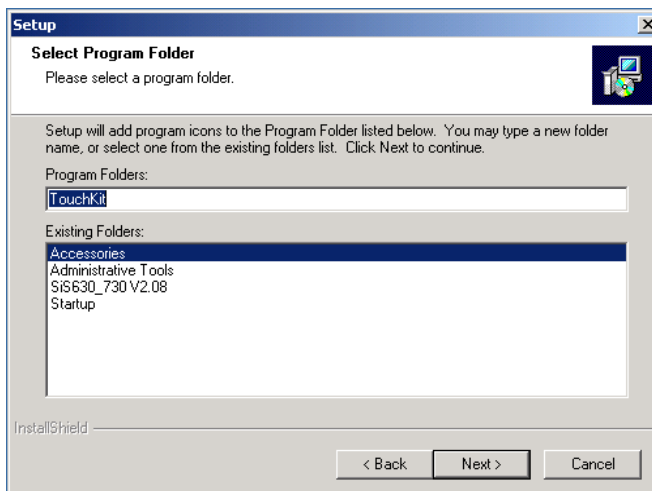 Setup
Select Program Folder
Please select a program folder.
Setup will add program icons to the Program Folder listed below. You may type a new folder
name, or select one from the existing folders list. Click Next to continue.
Program Folders:
TouchKit
Existing Folders:
Accessories
Administrative Tools
SiS630_730 V2.08
Startup
InstallShield
< Back Next > Cancel